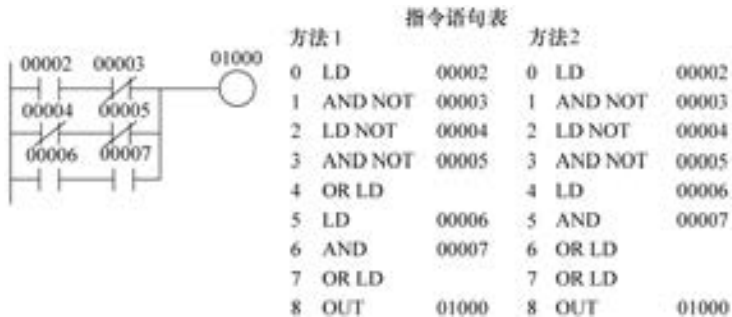 指令语句表
方法 1 方法2
00002 00003 01000
00004 00005
00006 00007
0 LD 00002 0 LD 00002
1 AND NOT 00003 1 AND NOT 00003
2 LD NOT 00004 2 LD NOT 00004
3 AND NOT 00005 3 AND NOT 00005
4 OR LD 4 LD 00006
5 LD 00006 5 AND 00007
6 AND 00007 6 OR LD
7 OR LD 7 OR LD
8 OUT 01000 8 OUT 01000